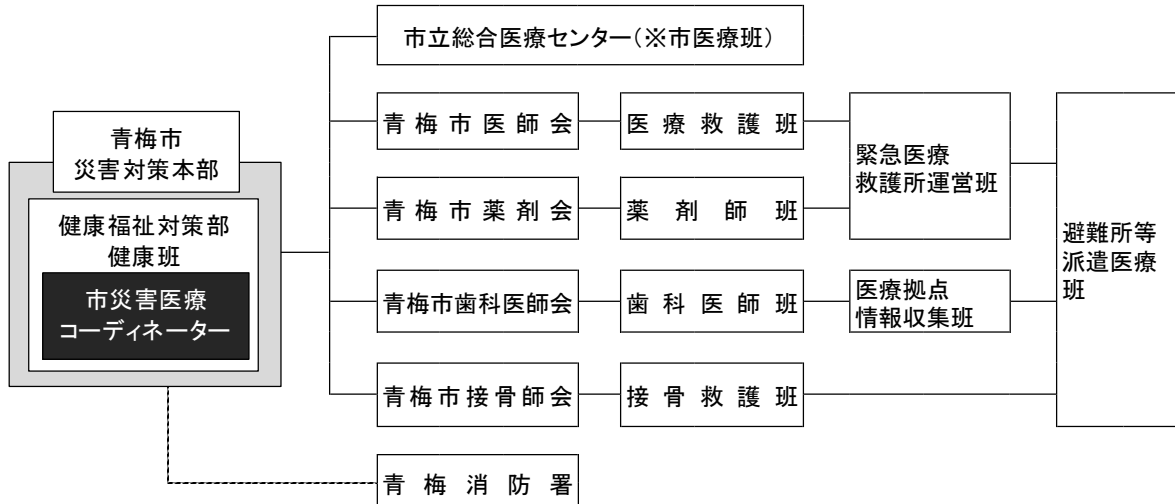 市立総合医療センター（※市医療班）
青梅市
災害対策本部
健康福祉対策部
健康班
市災害医療
コーディネーター
青梅市医師会
医療救護班
緊急医療
救護所運営班
青梅市薬剤会
薬剤師班
避難所等
派遣医療
班
青梅市歯科医師会
歯科医師班
医療拠点
情報収集班
青梅市接骨師会
接骨救護班
青梅消防署